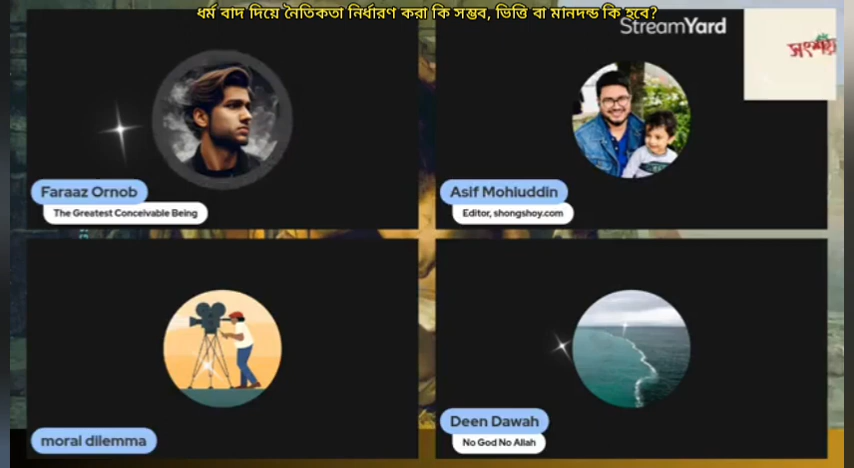 ধর্ম বাদ দিয়ে নৈতিকতা নির্ধারণ করা কি সম্ভব, ভিত্তি বা মানদন্ড কি হবে?
StreamYard
সংশয়
Faraaz Ornob
The Greatest Conceivable Being
Asif Mohiuddin
Editor, shongshoy.com
moral dilemma
Deen Dawah
No God No Allah